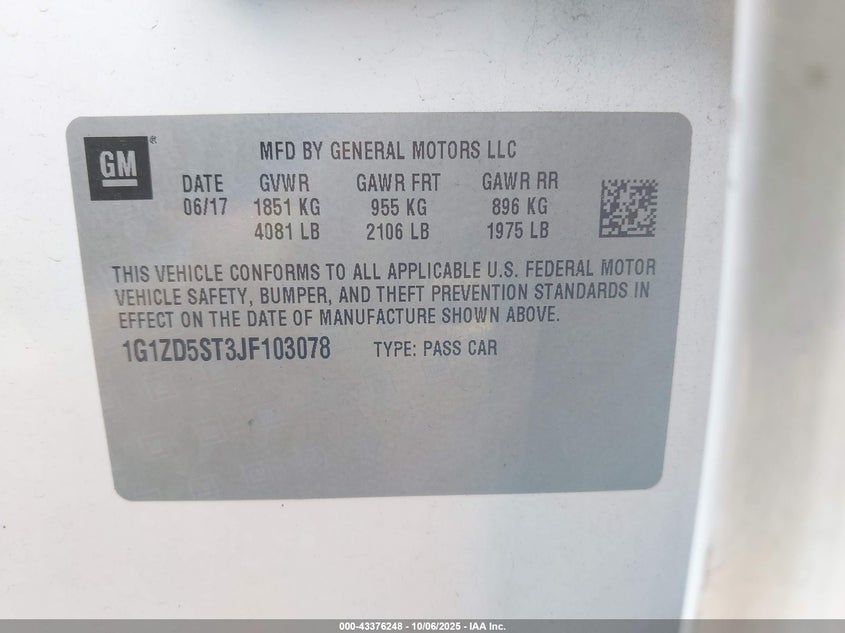 GM ®
MFD BY GENERAL MOTORS LLC
DATE GVWR GAWR FRT GAWR RR
06/17 1851 KG 955 KG 896 KG
4081 LB 2106 LB 1975 LB
THIS VEHICLE CONFORMS TO ALL APPLICABLE U.S. FEDERAL MOTOR
VEHICLE SAFETY, BUMPER, AND THEFT PREVENTION STANDARDS IN
EFFECT ON THE DATE OF MANUFACTURE SHOWN ABOVE.
1G1ZD5ST3JF103078 TYPE: PASS CAR
000-43376248 - 10/06/2025 - IAA Inc.